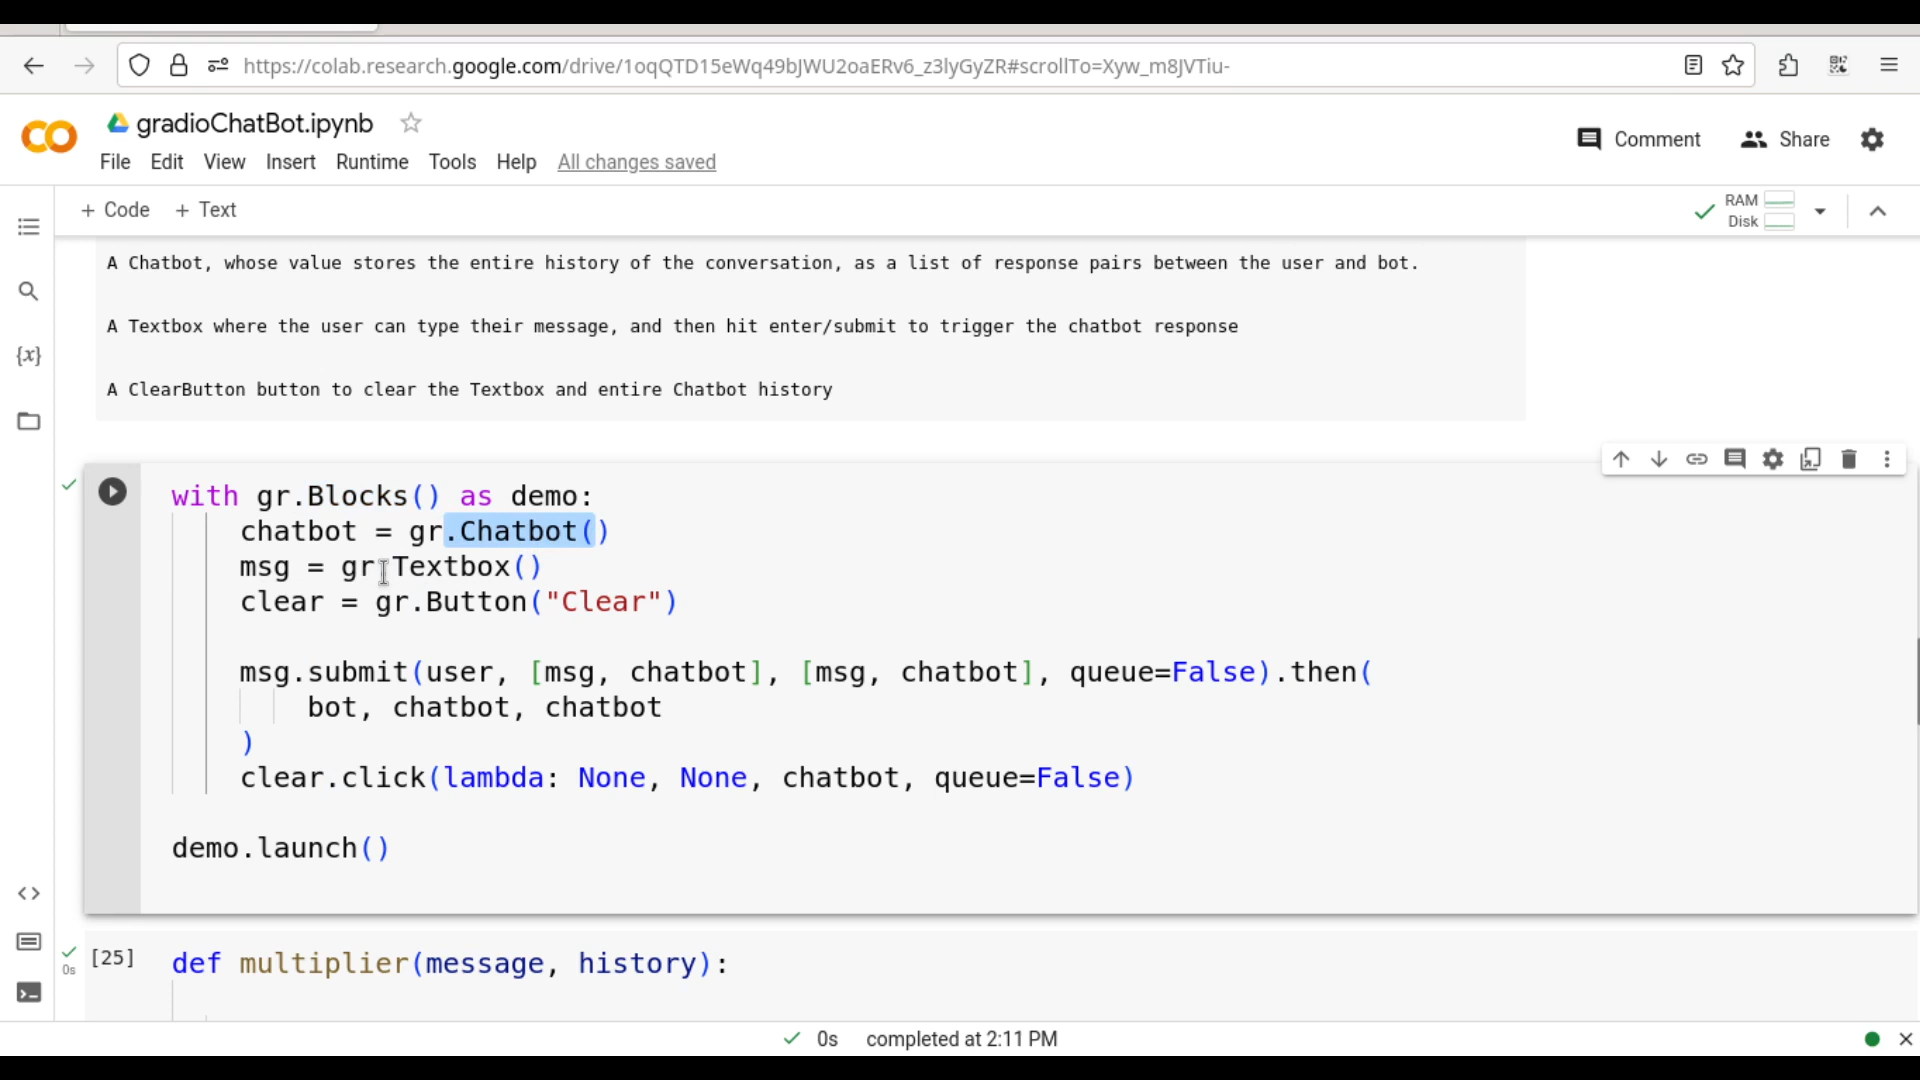 https://colab.research.google.com/drive/1oqQTD15eWq49bJWU2oaERv6_z3lyGyZR#scrollTo=Xyw_m8JVTiu-
gradioChatBot.ipynb
Comment Share
File Edit View Insert Runtime Tools Help All changes saved
+ Code + Text
RAM
Disk
A Chatbot, whose value stores the entire history of the conversation, as a list of response pairs between the user and bot.
A Textbox where the user can type their message, and then hit enter/submit to trigger the chatbot response
A ClearButton button to clear the Textbox and entire Chatbot history
with gr.Blocks() as demo:
chatbot = gr.Chatbot()
msg = gr.Textbox()
clear = gr.Button("Clear")
msg.submit(user, [msg, chatbot], [msg, chatbot], queue=False).then(
bot, chatbot, chatbot
)
clear.click(lambda: None, None, chatbot, queue=False)
demo.launch()
[25] def multiplier(message, history):
0s
0s completed at 2:11 PM